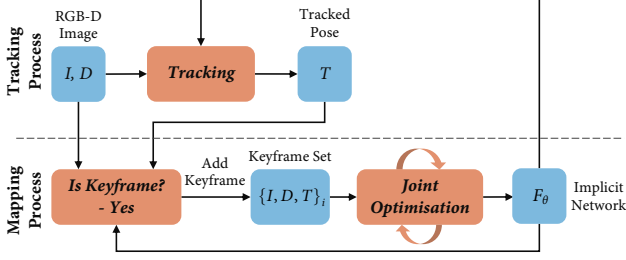 RGB-D
Image
Tracked
Pose
Tracking
Process
I, D
Tracking
T
Mapping
Process
Is Keyframe?
- Yes
Add
Keyframe
Keyframe Set
{I, D, T}ᵢ
Joint
Optimisation
F_θ
Implicit
Network